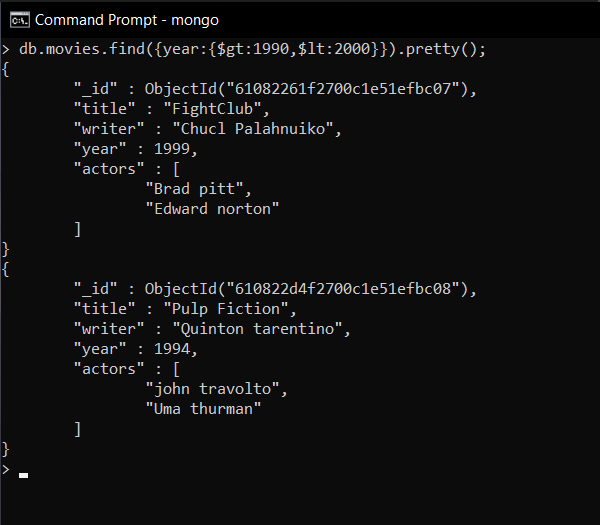 Command Prompt - mongo
> db.movies.find({year:{$gt:1990,$lt:2000}}).pretty();
{
        "_id" : ObjectId("61082261f2700c1e51efbc07"),
        "title" : "FightClub",
        "writer" : "Chucl Palahnuiko",
        "year" : 1999,
        "actors" : [
                "Brad pitt",
                "Edward norton"
        ]
}
{
        "_id" : ObjectId("610822d4f2700c1e51efbc08"),
        "title" : "Pulp Fiction",
        "writer" : "Quinton tarentino",
        "year" : 1994,
        "actors" : [
                "john travolto",
                "Uma thurman"
        ]
}
>